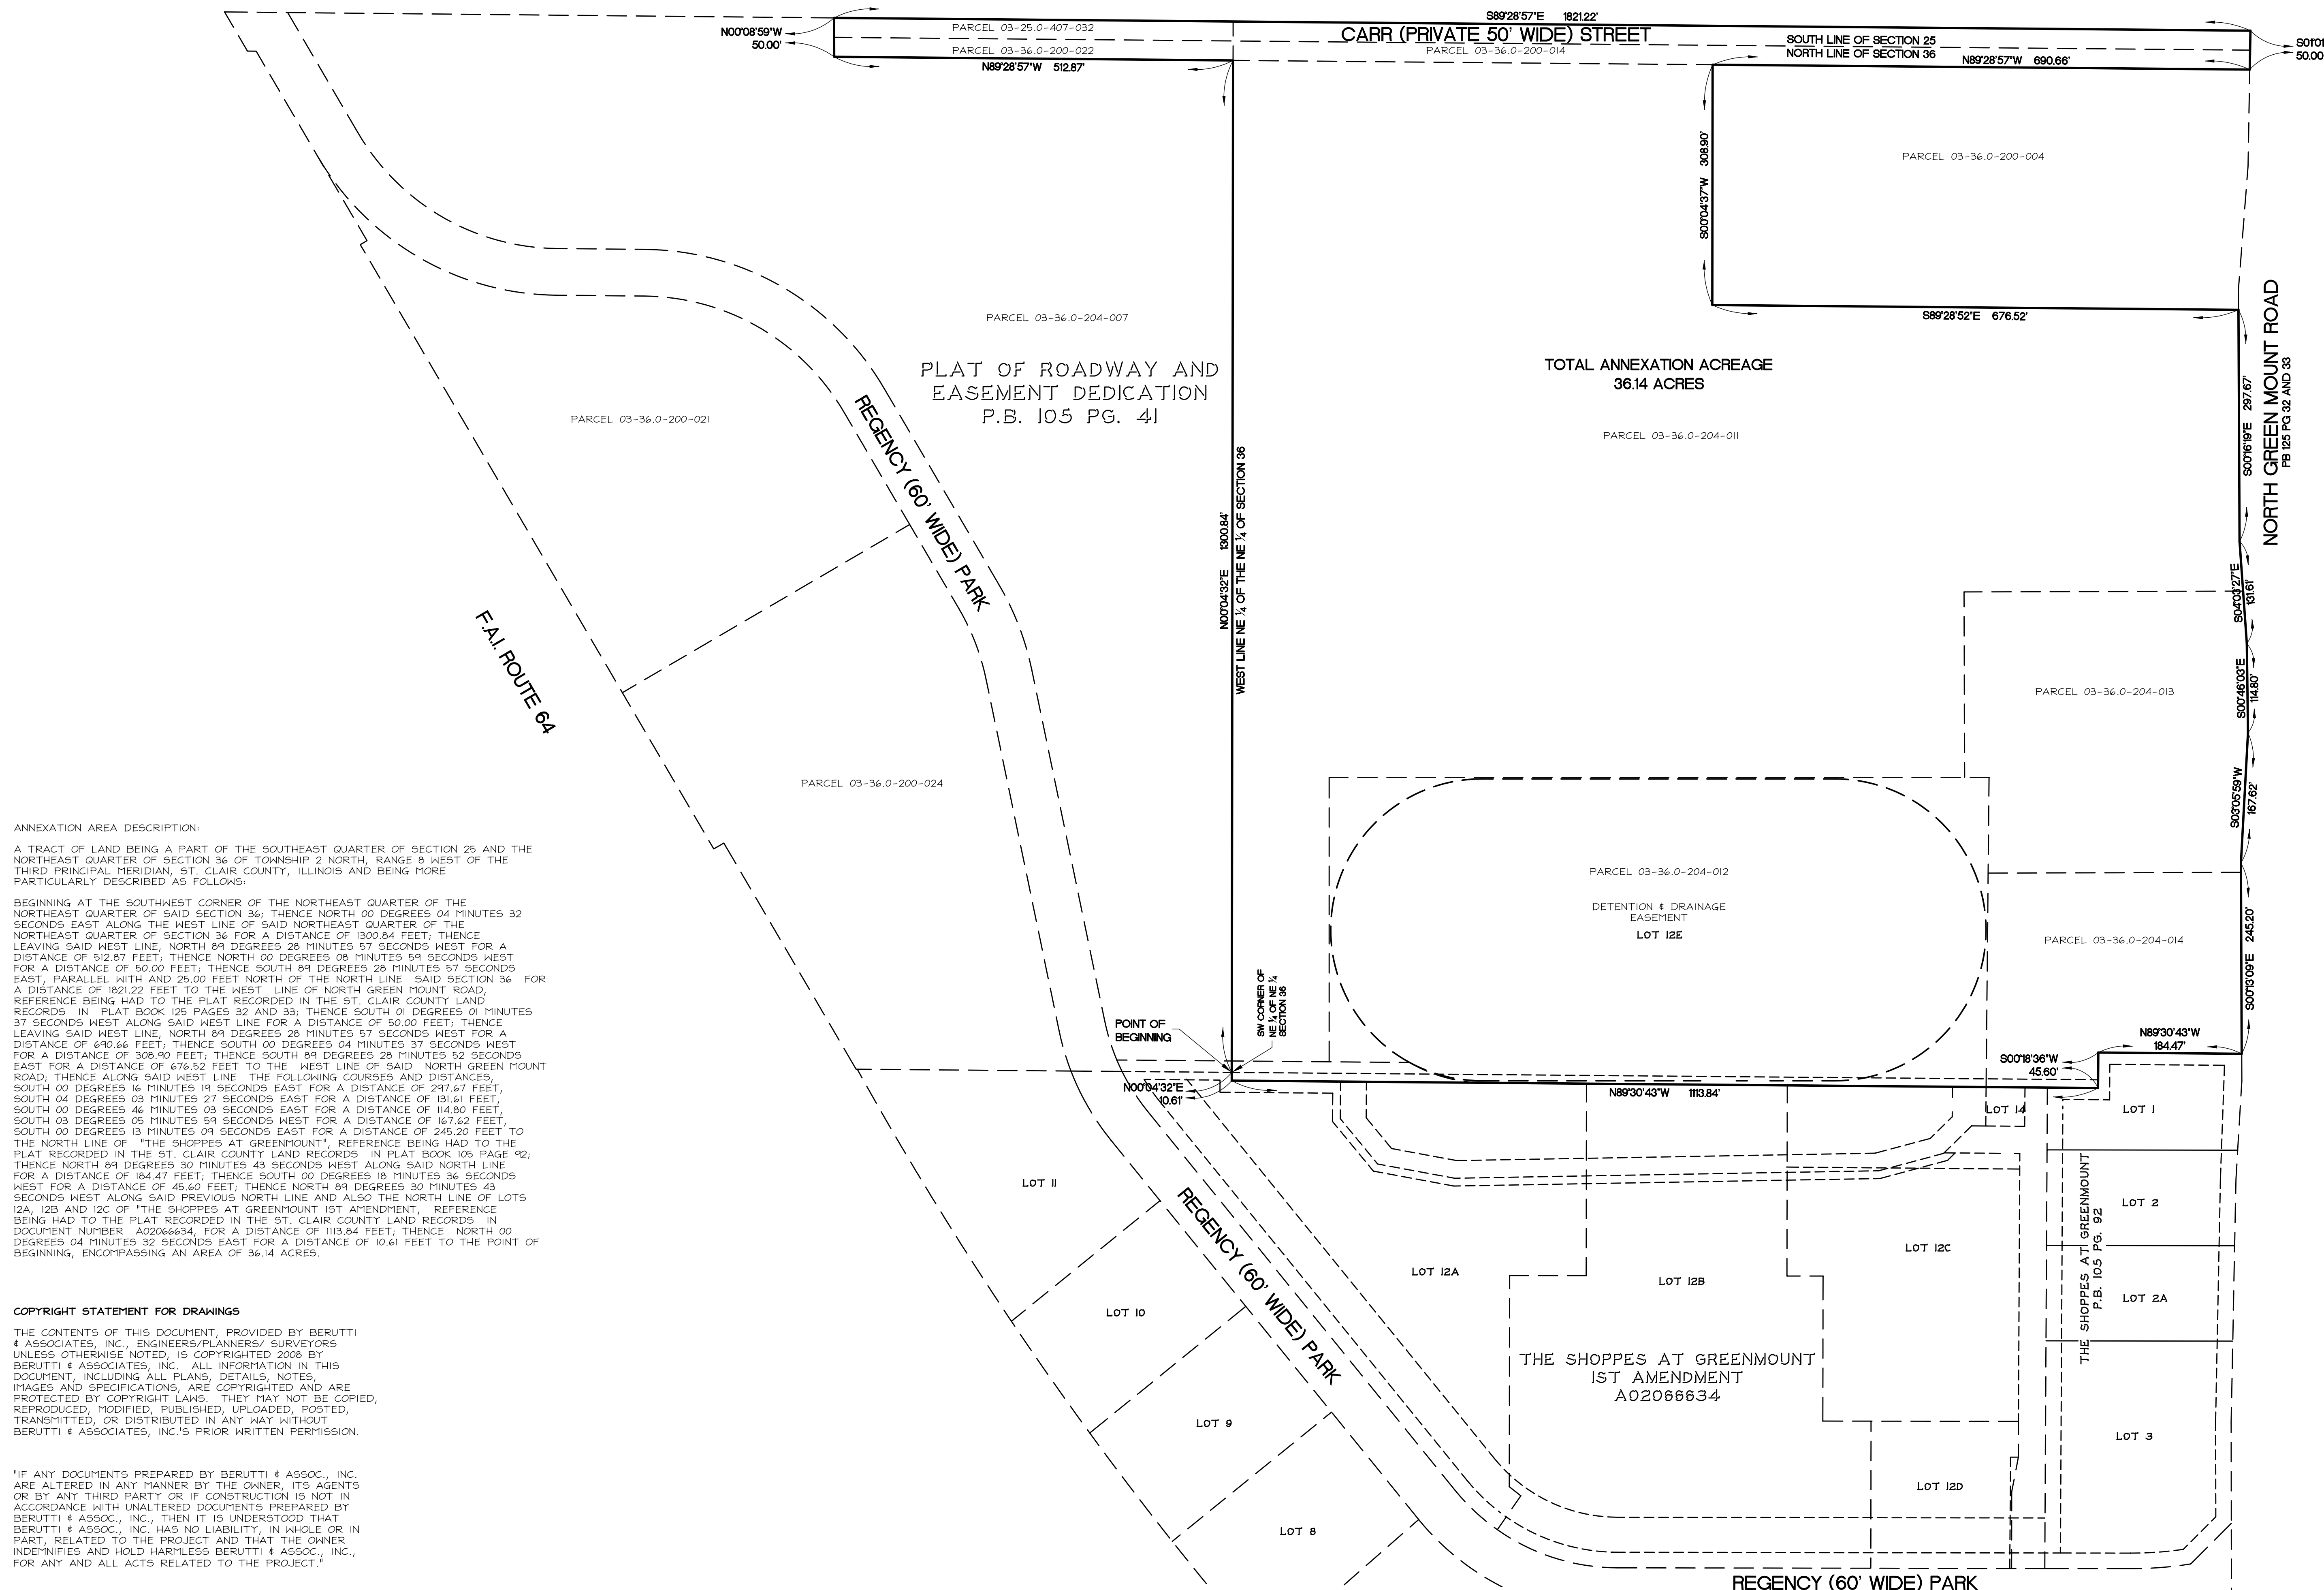 S89°28'57"E 1821.22'
N00°08'59"W
50.00'
PARCEL 03-25.0-407-032
CARR (PRIVATE 50' WIDE) STREET
SOUTH LINE OF SECTION 25
NORTH LINE OF SECTION 36
S01°01
50.00
PARCEL 03-36.0-200-022
PARCEL 03-36.0-200-014
N89°28'57"W 512.87'
N89°28'57"W 690.66'
S00°04'37"W 308.90'
PARCEL 03-36.0-200-004
S89°28'52"E 676.52'
PARCEL 03-36.0-204-007
PLAT OF ROADWAY AND
EASEMENT DEDICATION
P.B. 105 PG. 41
TOTAL ANNEXATION ACREAGE
36.14 ACRES
PARCEL 03-36.0-204-011
PARCEL 03-36.0-200-021
REGENCY (60' WIDE) PARK
NORTH GREEN MOUNT ROAD
PB 125 PG 32 AND 33
S00°16'19"E 297.67'
N00°04'32"E 1300.84'
WEST LINE NE ¼ OF THE NE ¼ OF SECTION 36
S04°03'27"E
131.61'
F.A.I. ROUTE 64
S00°46'03"E
114.80'
PARCEL 03-36.0-204-013
PARCEL 03-36.0-200-024
S03°05'59"W
167.62'
PARCEL 03-36.0-204-012
DETENTION & DRAINAGE
EASEMENT
LOT 12E
PARCEL 03-36.0-204-014
S00°13'09"E 245.20'
SW CORNER OF
NE ¼ OF NE ¼
SECTION 36
POINT OF
BEGINNING
N89°30'43"W
184.47'
S00°18'36"W
45.60'
N00°04'32"E
10.61'
N89°30'43"W 1113.84'
LOT 14
LOT 1
LOT 2
LOT 2A
LOT 3
THE SHOPPES AT GREENMOUNT
P.B. 105 PG. 92
LOT 11
LOT 10
LOT 9
LOT 8
REGENCY (60' WIDE) PARK
LOT 12A
LOT 12B
LOT 12C
LOT 12D
THE SHOPPES AT GREENMOUNT
1ST AMENDMENT
A02066634
REGENCY (60' WIDE) PARK
ANNEXATION AREA DESCRIPTION:
A TRACT OF LAND BEING A PART OF THE SOUTHEAST QUARTER OF SECTION 25 AND THE
NORTHEAST QUARTER OF SECTION 36 OF TOWNSHIP 2 NORTH, RANGE 8 WEST OF THE
THIRD PRINCIPAL MERIDIAN, ST. CLAIR COUNTY, ILLINOIS AND BEING MORE
PARTICULARLY DESCRIBED AS FOLLOWS:
BEGINNING AT THE SOUTHWEST CORNER OF THE NORTHEAST QUARTER OF THE
NORTHEAST QUARTER OF SAID SECTION 36; THENCE NORTH 00 DEGREES 04 MINUTES 32
SECONDS EAST ALONG THE WEST LINE OF SAID NORTHEAST QUARTER OF THE
NORTHEAST QUARTER OF SECTION 36 FOR A DISTANCE OF 1300.84 FEET; THENCE
LEAVING SAID WEST LINE, NORTH 89 DEGREES 28 MINUTES 57 SECONDS WEST FOR A
DISTANCE OF 512.87 FEET; THENCE NORTH 00 DEGREES 08 MINUTES 59 SECONDS WEST
FOR A DISTANCE OF 50.00 FEET; THENCE SOUTH 89 DEGREES 28 MINUTES 57 SECONDS
EAST, PARALLEL WITH AND 25.00 FEET NORTH OF THE NORTH LINE SAID SECTION 36 FOR
A DISTANCE OF 1821.22 FEET TO THE WEST LINE OF NORTH GREEN MOUNT ROAD,
REFERENCE BEING HAD TO THE PLAT RECORDED IN THE ST. CLAIR COUNTY LAND
RECORDS IN PLAT BOOK 125 PAGES 32 AND 33; THENCE SOUTH 01 DEGREES 01 MINUTES
37 SECONDS WEST ALONG SAID WEST LINE FOR A DISTANCE OF 50.00 FEET; THENCE
LEAVING SAID WEST LINE, NORTH 89 DEGREES 28 MINUTES 57 SECONDS WEST FOR A
DISTANCE OF 690.66 FEET; THENCE SOUTH 00 DEGREES 04 MINUTES 37 SECONDS WEST
FOR A DISTANCE OF 308.90 FEET; THENCE SOUTH 89 DEGREES 28 MINUTES 52 SECONDS
EAST FOR A DISTANCE OF 676.52 FEET TO THE WEST LINE OF SAID NORTH GREEN MOUNT
ROAD; THENCE ALONG SAID WEST LINE THE FOLLOWING COURSES AND DISTANCES,
SOUTH 00 DEGREES 16 MINUTES 19 SECONDS EAST FOR A DISTANCE OF 297.67 FEET,
SOUTH 04 DEGREES 03 MINUTES 27 SECONDS EAST FOR A DISTANCE OF 131.61 FEET,
SOUTH 00 DEGREES 46 MINUTES 03 SECONDS EAST FOR A DISTANCE OF 114.80 FEET,
SOUTH 03 DEGREES 05 MINUTES 59 SECONDS WEST FOR A DISTANCE OF 167.62 FEET,
SOUTH 00 DEGREES 13 MINUTES 09 SECONDS EAST FOR A DISTANCE OF 245.20 FEET TO
THE NORTH LINE OF "THE SHOPPES AT GREENMOUNT", REFERENCE BEING HAD TO THE
PLAT RECORDED IN THE ST. CLAIR COUNTY LAND RECORDS IN PLAT BOOK 105 PAGE 92;
THENCE NORTH 89 DEGREES 30 MINUTES 43 SECONDS WEST ALONG SAID NORTH LINE
FOR A DISTANCE OF 184.47 FEET; THENCE SOUTH 00 DEGREES 18 MINUTES 36 SECONDS
WEST FOR A DISTANCE OF 45.60 FEET; THENCE NORTH 89 DEGREES 30 MINUTES 43
SECONDS WEST ALONG SAID PREVIOUS NORTH LINE AND ALSO THE NORTH LINE OF LOTS
12A, 12B AND 12C OF "THE SHOPPES AT GREENMOUNT 1ST AMENDMENT, REFERENCE
BEING HAD TO THE PLAT RECORDED IN THE ST. CLAIR COUNTY LAND RECORDS IN
DOCUMENT NUMBER A02066634, FOR A DISTANCE OF 1113.84 FEET; THENCE NORTH 00
DEGREES 04 MINUTES 32 SECONDS EAST FOR A DISTANCE OF 10.61 FEET TO THE POINT OF
BEGINNING, ENCOMPASSING AN AREA OF 36.14 ACRES.
COPYRIGHT STATEMENT FOR DRAWINGS
THE CONTENTS OF THIS DOCUMENT, PROVIDED BY BERUTTI
& ASSOCIATES, INC., ENGINEERS/PLANNERS/ SURVEYORS
UNLESS OTHERWISE NOTED, IS COPYRIGHTED 2008 BY
BERUTTI & ASSOCIATES, INC. ALL INFORMATION IN THIS
DOCUMENT, INCLUDING ALL PLANS, DETAILS, NOTES,
IMAGES AND SPECIFICATIONS, ARE COPYRIGHTED AND ARE
PROTECTED BY COPYRIGHT LAWS. THEY MAY NOT BE COPIED,
REPRODUCED, MODIFIED, PUBLISHED, UPLOADED, POSTED,
TRANSMITTED, OR DISTRIBUTED IN ANY WAY WITHOUT
BERUTTI & ASSOCIATES, INC.'S PRIOR WRITTEN PERMISSION.
"IF ANY DOCUMENTS PREPARED BY BERUTTI & ASSOC., INC.
ARE ALTERED IN ANY MANNER BY THE OWNER, ITS AGENTS
OR BY ANY THIRD PARTY OR IF CONSTRUCTION IS NOT IN
ACCORDANCE WITH UNALTERED DOCUMENTS PREPARED BY
BERUTTI & ASSOC., INC., THEN IT IS UNDERSTOOD THAT
BERUTTI & ASSOC., INC. HAS NO LIABILITY, IN WHOLE OR IN
PART, RELATED TO THE PROJECT AND THAT THE OWNER
INDEMNIFIES AND HOLD HARMLESS BERUTTI & ASSOC., INC.,
FOR ANY AND ALL ACTS RELATED TO THE PROJECT."